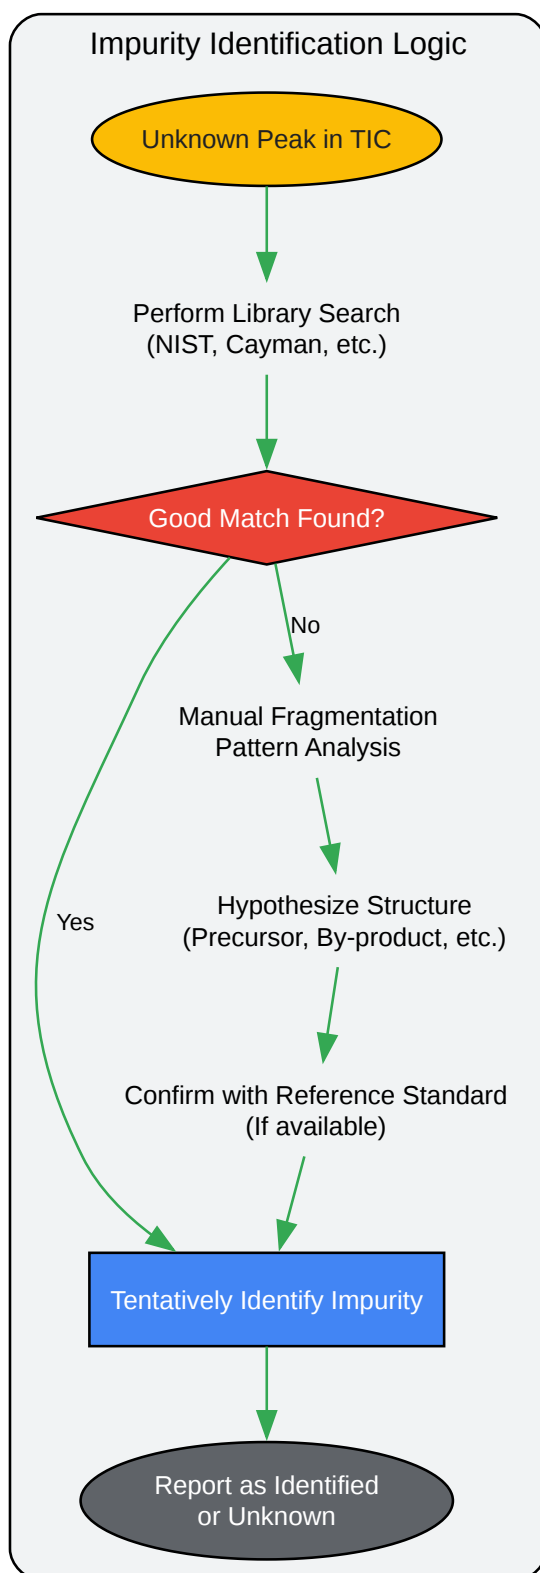 Impurity Identification Logic
Unknown Peak in TIC
Perform Library Search
(NIST, Cayman, etc.)
Good Match Found?
No
Manual Fragmentation
Pattern Analysis
Hypothesize Structure
(Precursor, By-product, etc.)
Yes
Confirm with Reference Standard
(If available)
Tentatively Identify Impurity
Report as Identified
or Unknown